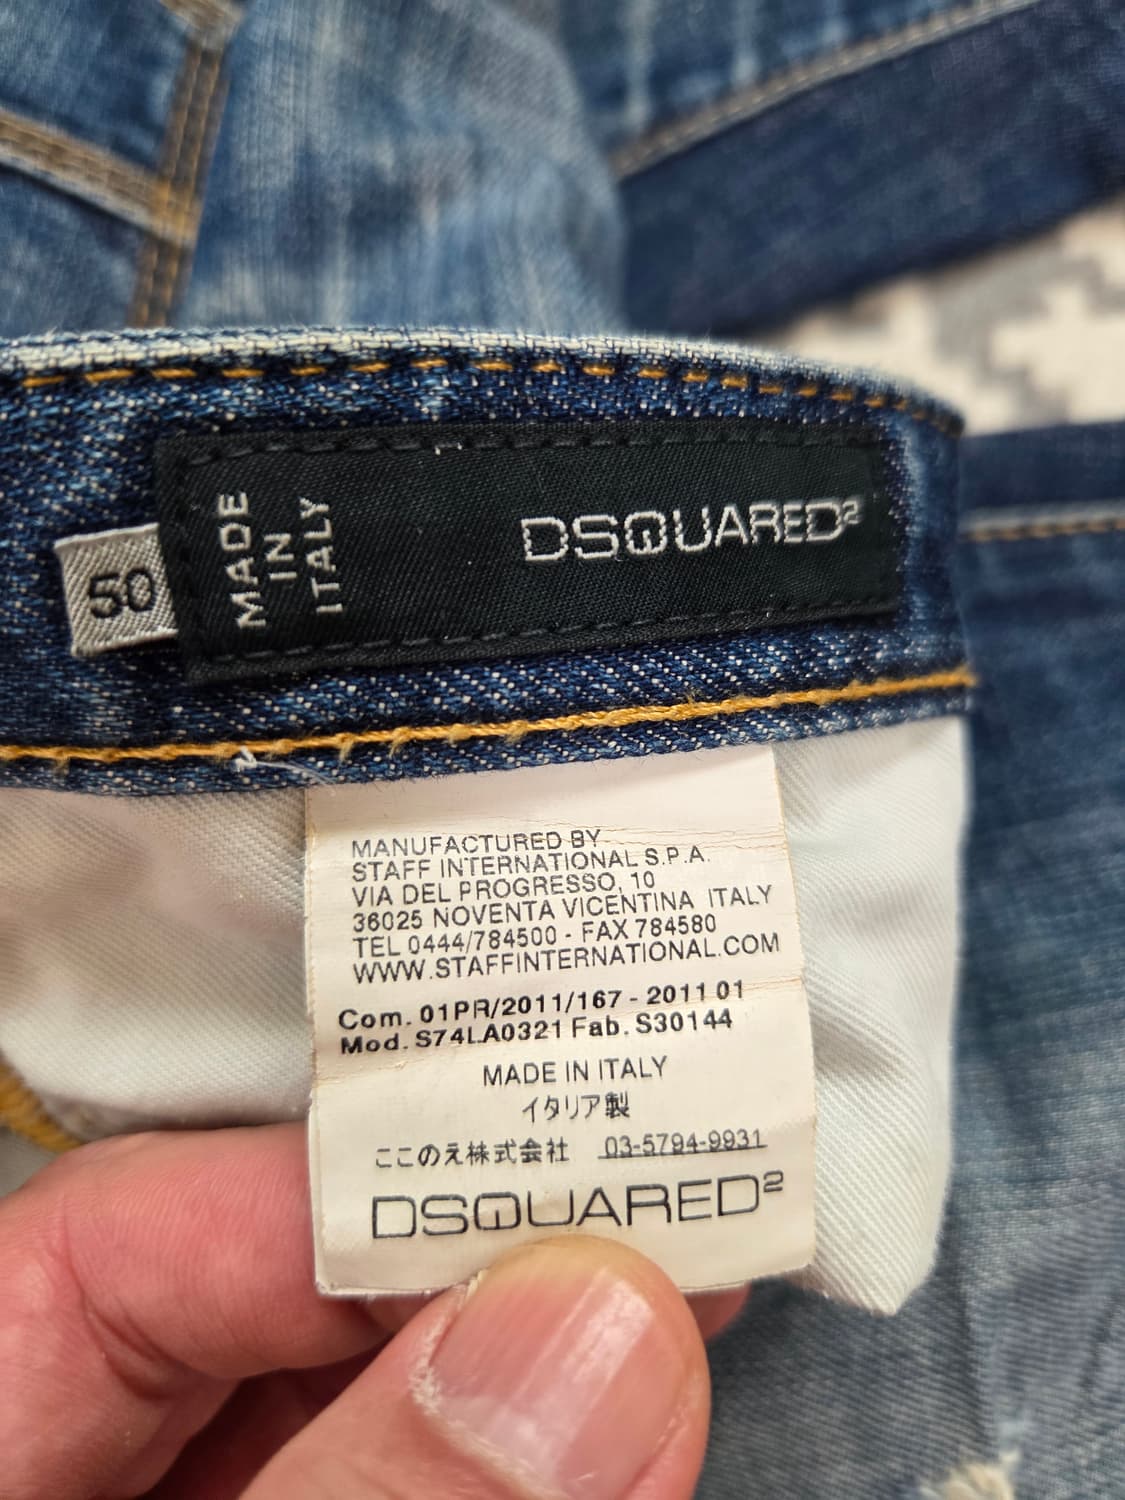 50
MADE
IN
ITALY
DSQUARED2
MANUFACTURED BY
STAFF INTERNATIONAL S.P.A.
VIA DEL PROGRESSO, 10
36025 NOVENTA VICENTINA ITALY
TEL 0444/784500 - FAX 784580
WWW.STAFFINTERNATIONAL.COM
Com. 01PR/2011/167 - 2011 01
Mod. S74LA0321 Fab. S30144
MADE IN ITALY
イタリア製
ここのえ株式会社 03-5794-9931
DSQUARED2